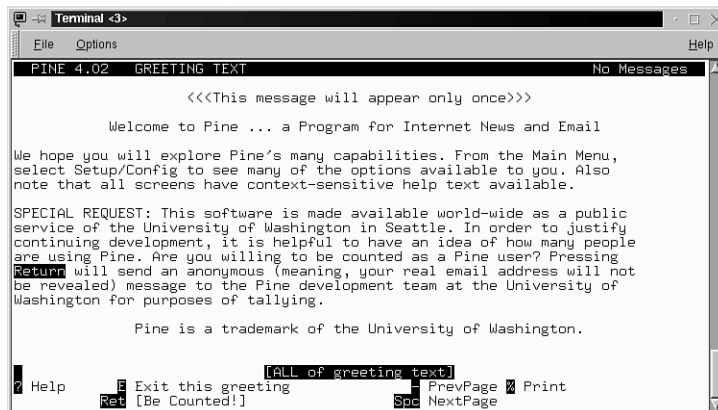 Terminal <3>
File Options Help
PINE 4.02 GREETING TEXT No Messages
<<<This message will appear only once>>>
Welcome to Pine ... a Program for Internet News and Email
We hope you will explore Pine's many capabilities. From the Main Menu,
select Setup/Config to see many of the options available to you. Also
note that all screens have context-sensitive help text available.
SPECIAL REQUEST: This software is made available world-wide as a public
service of the University of Washington in Seattle. In order to justify
continuing development, it is helpful to have an idea of how many people
are using Pine. Are you willing to be counted as a Pine user? Pressing
Return will send an anonymous (meaning, your real email address will not
be revealed) message to the Pine development team at the University of
Washington for purposes of tallying.
Pine is a trademark of the University of Washington.
[ALL of greeting text]
? Help E Exit this greeting - PrevPage % Print
Ret [Be Counted!] Spc NextPage